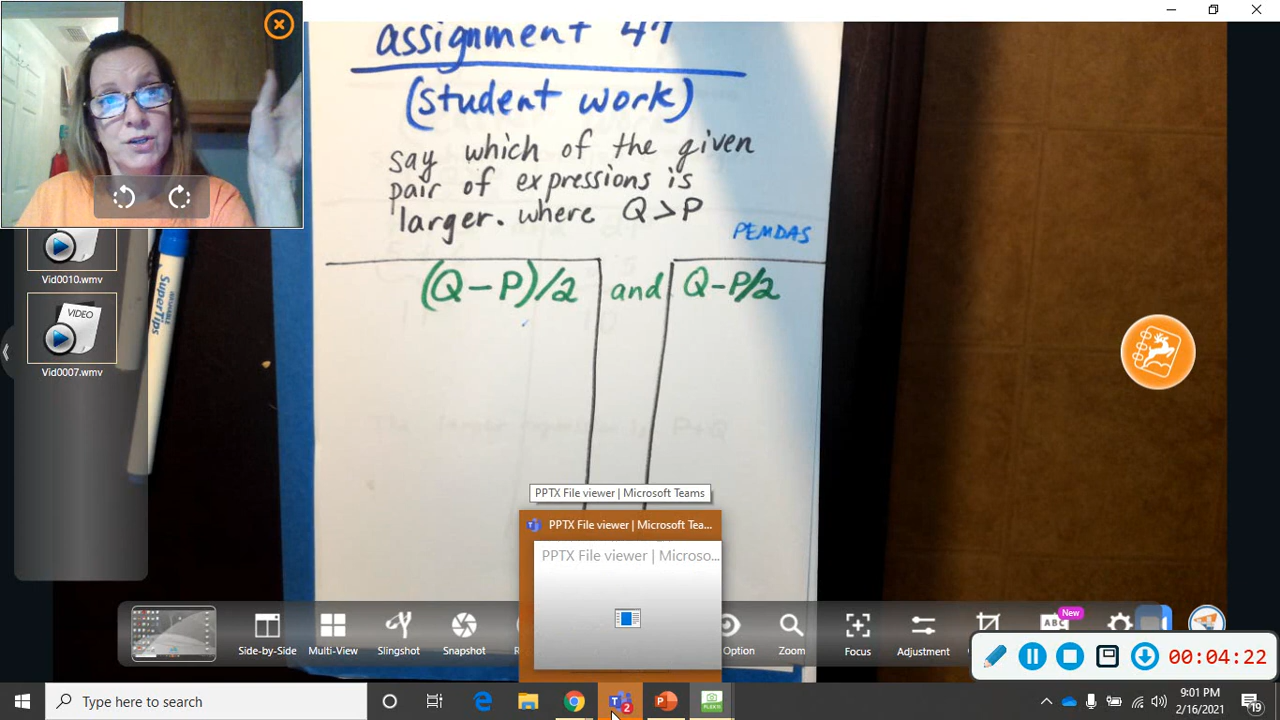 assignment 47
(student work)
say which of the given
pair of expressions is
larger. where Q > P
PEMDAS
(Q - P)/2 and Q - P/2
Vid0010.wmv
VIDEO
Vid0007.wmv
SuperTips
PPTX File viewer | Microsoft Teams
PPTX File viewer | Microsoft Tea...
PPTX File viewer | Microso...
Side-by-Side
Multi-View
Slingshot
Snapshot
Option
Zoom
Focus
Adjustment
ABC
New
00:04:22
Type here to search
2
9:01 PM
2/16/2021
19